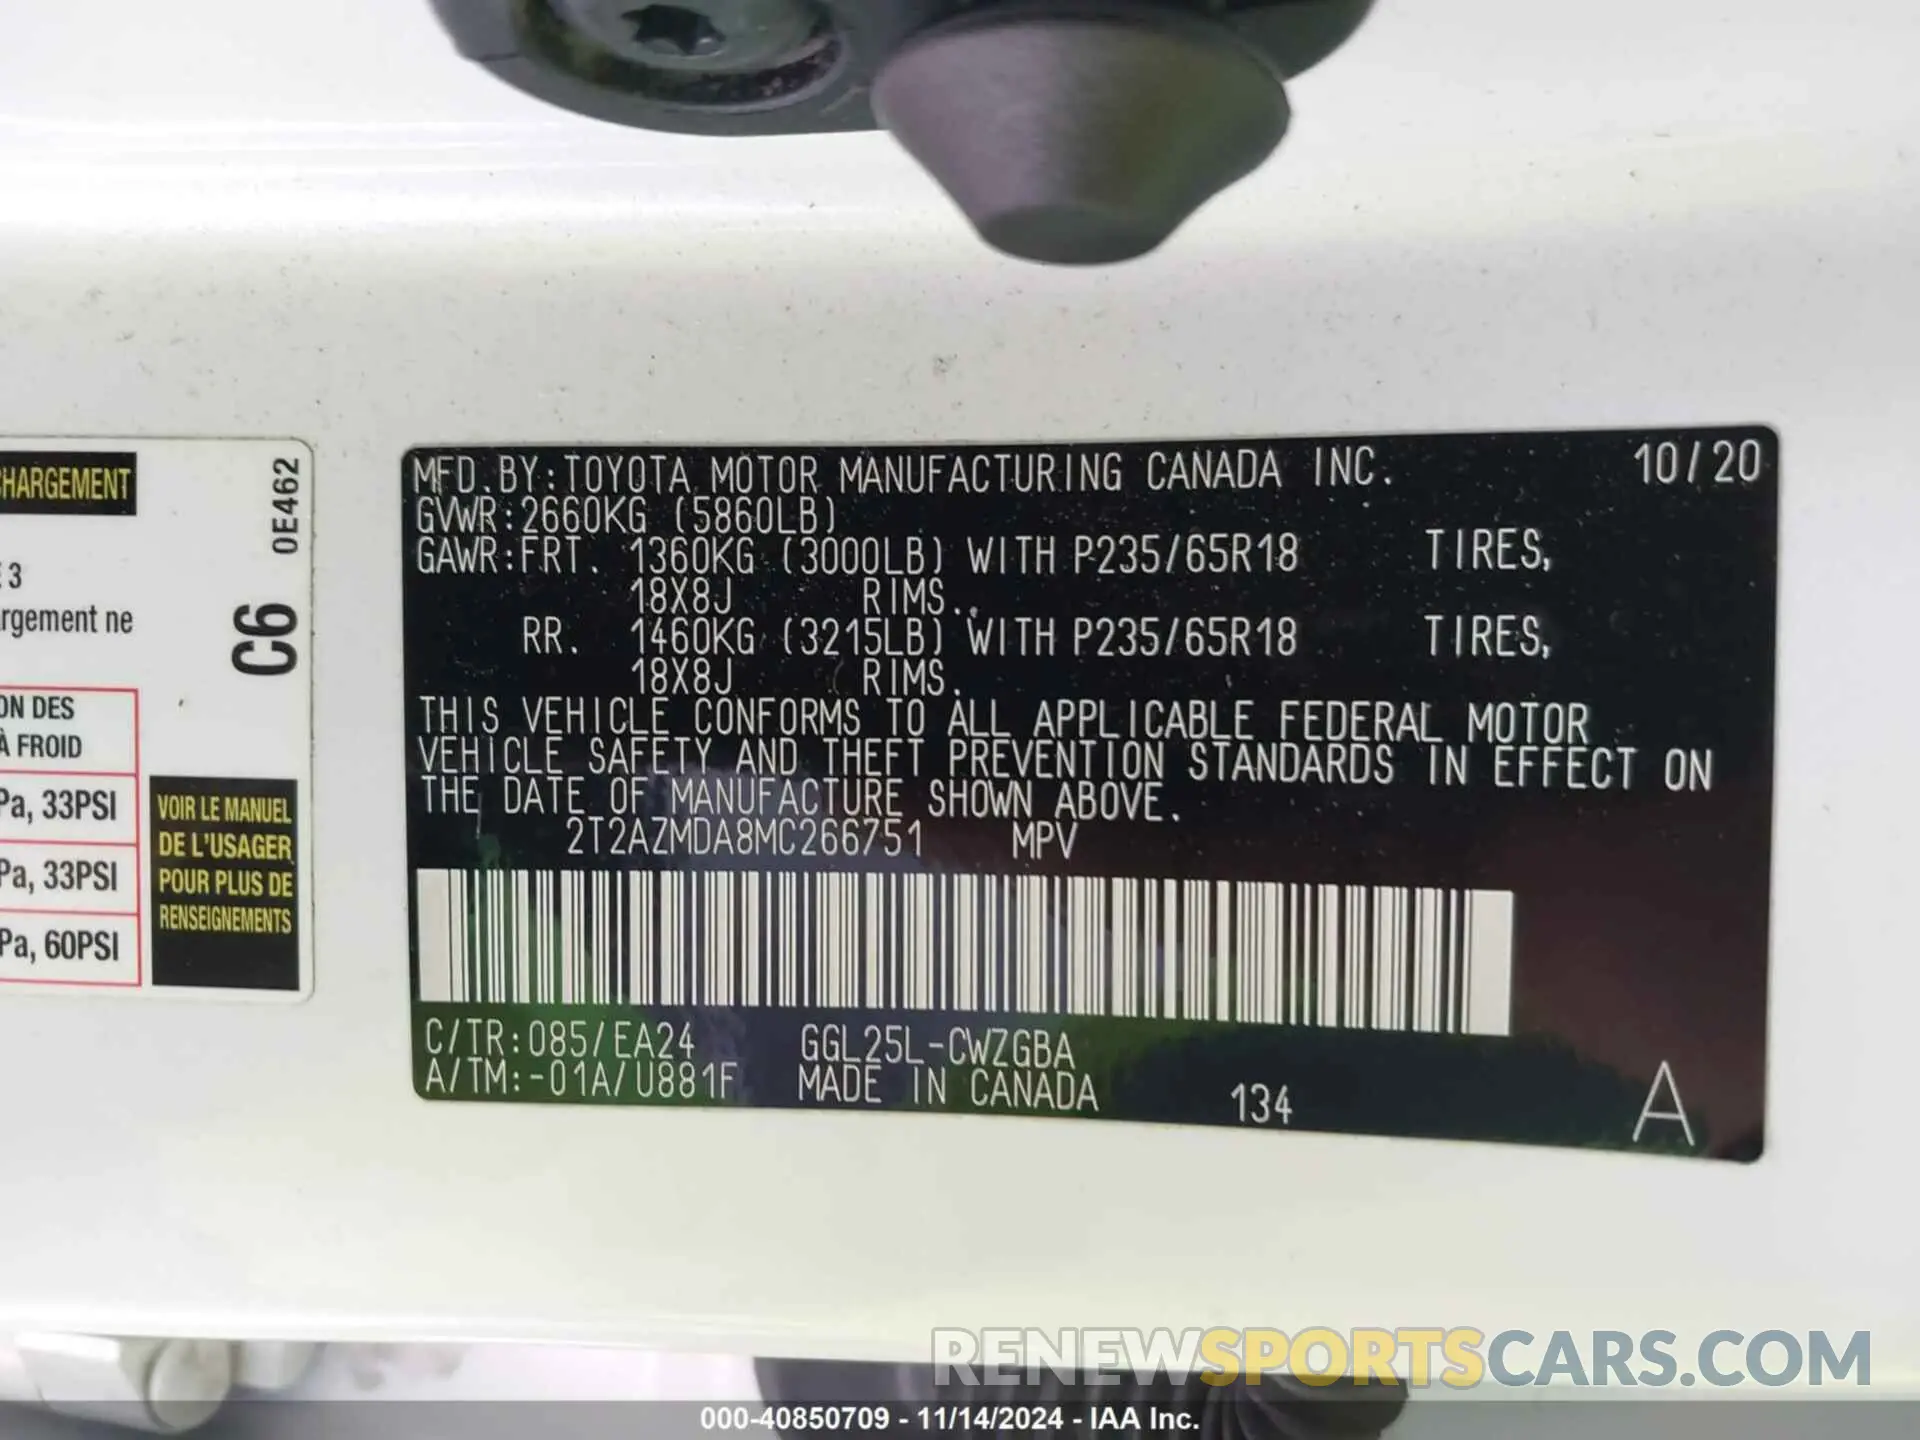 CHARGEMENT
E 3
rgement ne
ON DES
À FROID
Pa, 33PSI
Pa, 33PSI
Pa, 60PSI
0E462
C6
VOIR LE MANUEL
DE L'USAGER
POUR PLUS DE
RENSEIGNEMENTS
MFD.BY:TOYOTA MOTOR MANUFACTURING CANADA INC. 10/20
GVWR:2660KG (5860LB)
GAWR:FRT. 1360KG (3000LB) WITH P235/65R18 TIRES,
18X8J RIMS.
RR. 1460KG (3215LB) WITH P235/65R18 TIRES,
18X8J RIMS.
THIS VEHICLE CONFORMS TO ALL APPLICABLE FEDERAL MOTOR
VEHICLE SAFETY AND THEFT PREVENTION STANDARDS IN EFFECT ON
THE DATE OF MANUFACTURE SHOWN ABOVE.
2T2AZMDA8MC266751 MPV
C/TR:085/EA24 GGL25L-CWZGBA
A/TM:-01A/U881F MADE IN CANADA 134 A
RENEWSPORTSCARS.COM
000-40850709 - 11/14/2024 - IAA Inc.